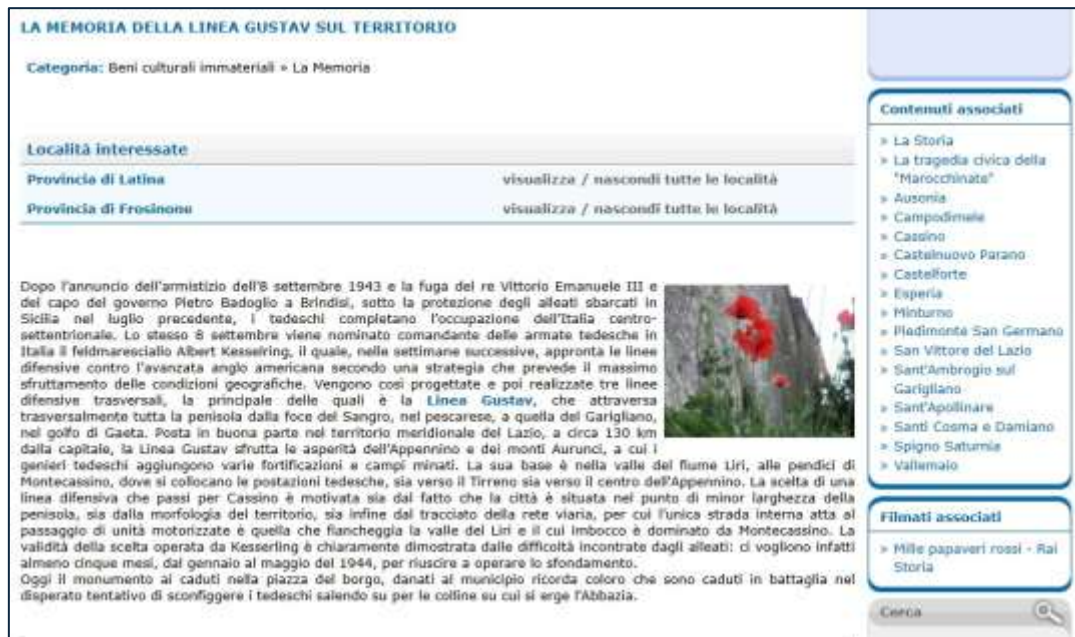 LA MEMORIA DELLA LINEA GUSTAV SUL TERRITORIO
Categoria: Beni culturali immateriali » La Memoria
Località interessate
Provincia di Latina visualizza / nascondi tutte le località
Provincia di Frosinone visualizza / nascondi tutte le località
Dopo l'annuncio dell'armistizio dell'8 settembre 1943 e la fuga del re Vittorio Emanuele III e
del capo del governo Pietro Badoglio a Brindisi, sotto la protezione degli alleati sbarcati in
Sicilia nel luglio precedente, i tedeschi completano l'occupazione dell'Italia centro-
settentrionale. Lo stesso 8 settembre viene nominato comandante delle armate tedesche in
Italia il feldmaresciallo Albert Kesselring, il quale, nelle settimane successive, appronta le linee
difensive contro l'avanzata anglo americana secondo una strategia che prevede il massimo
sfruttamento delle condizioni geografiche. Vengono così progettate e poi realizzate tre linee
difensive trasversali, la principale delle quali è la Linea Gustav, che attraversa
trasversalmente tutta la penisola dalla foce del Sangro, nel pescarese, a quella del Garigliano,
nel golfo di Gaeta. Posta in buona parte nel territorio meridionale del Lazio, a circa 130 km
dalla capitale, la Linea Gustav sfrutta le asperità dell'Appennino e dei monti Aurunci, a cui i
genieri tedeschi aggiungono varie fortificazioni e campi minati. La sua base è nella valle del fiume Liri, alle pendici di
Montecassino, dove si collocano le postazioni tedesche, sia verso il Tirreno sia verso il centro dell'Appennino. La scelta di una
linea difensiva che passi per Cassino è motivata sia dal fatto che la città è situata nel punto di minor larghezza della
penisola, sia dalla morfologia del territorio, sia infine dal tracciato della rete viaria, per cui l'unica strada interna atta al
passaggio di unità motorizzate è quella che fiancheggia la valle del Liri e il cui imbocco è dominato da Montecassino. La
validità della scelta operata da Kesserling è chiaramente dimostrata dalle difficoltà incontrate dagli alleati: ci vogliono infatti
almeno cinque mesi, dal gennaio al maggio del 1944, per riuscire a operare lo sfondamento.
Oggi il monumento ai caduti nella piazza del borgo, danati al municipio ricorda coloro che sono caduti in battaglia nel
disperato tentativo di sconfiggere i tedeschi salendo su per le colline su cui si erge l'Abbazia.
Contenuti associati
» La Storia
» La tragedia civica della
"Marocchinate"
» Ausonia
» Campodimele
» Cassino
» Castelnuovo Parano
» Castelforte
» Esperia
» Minturno
» Piedimonte San Germano
» San Vittore del Lazio
» Sant'Ambrogio sul
Garigliano
» Sant'Apollinare
» Santi Cosma e Damiano
» Spigno Saturnia
» Vallemaio
Filmati associati
» Mille papaveri rossi - Rai
Storia
Cerca